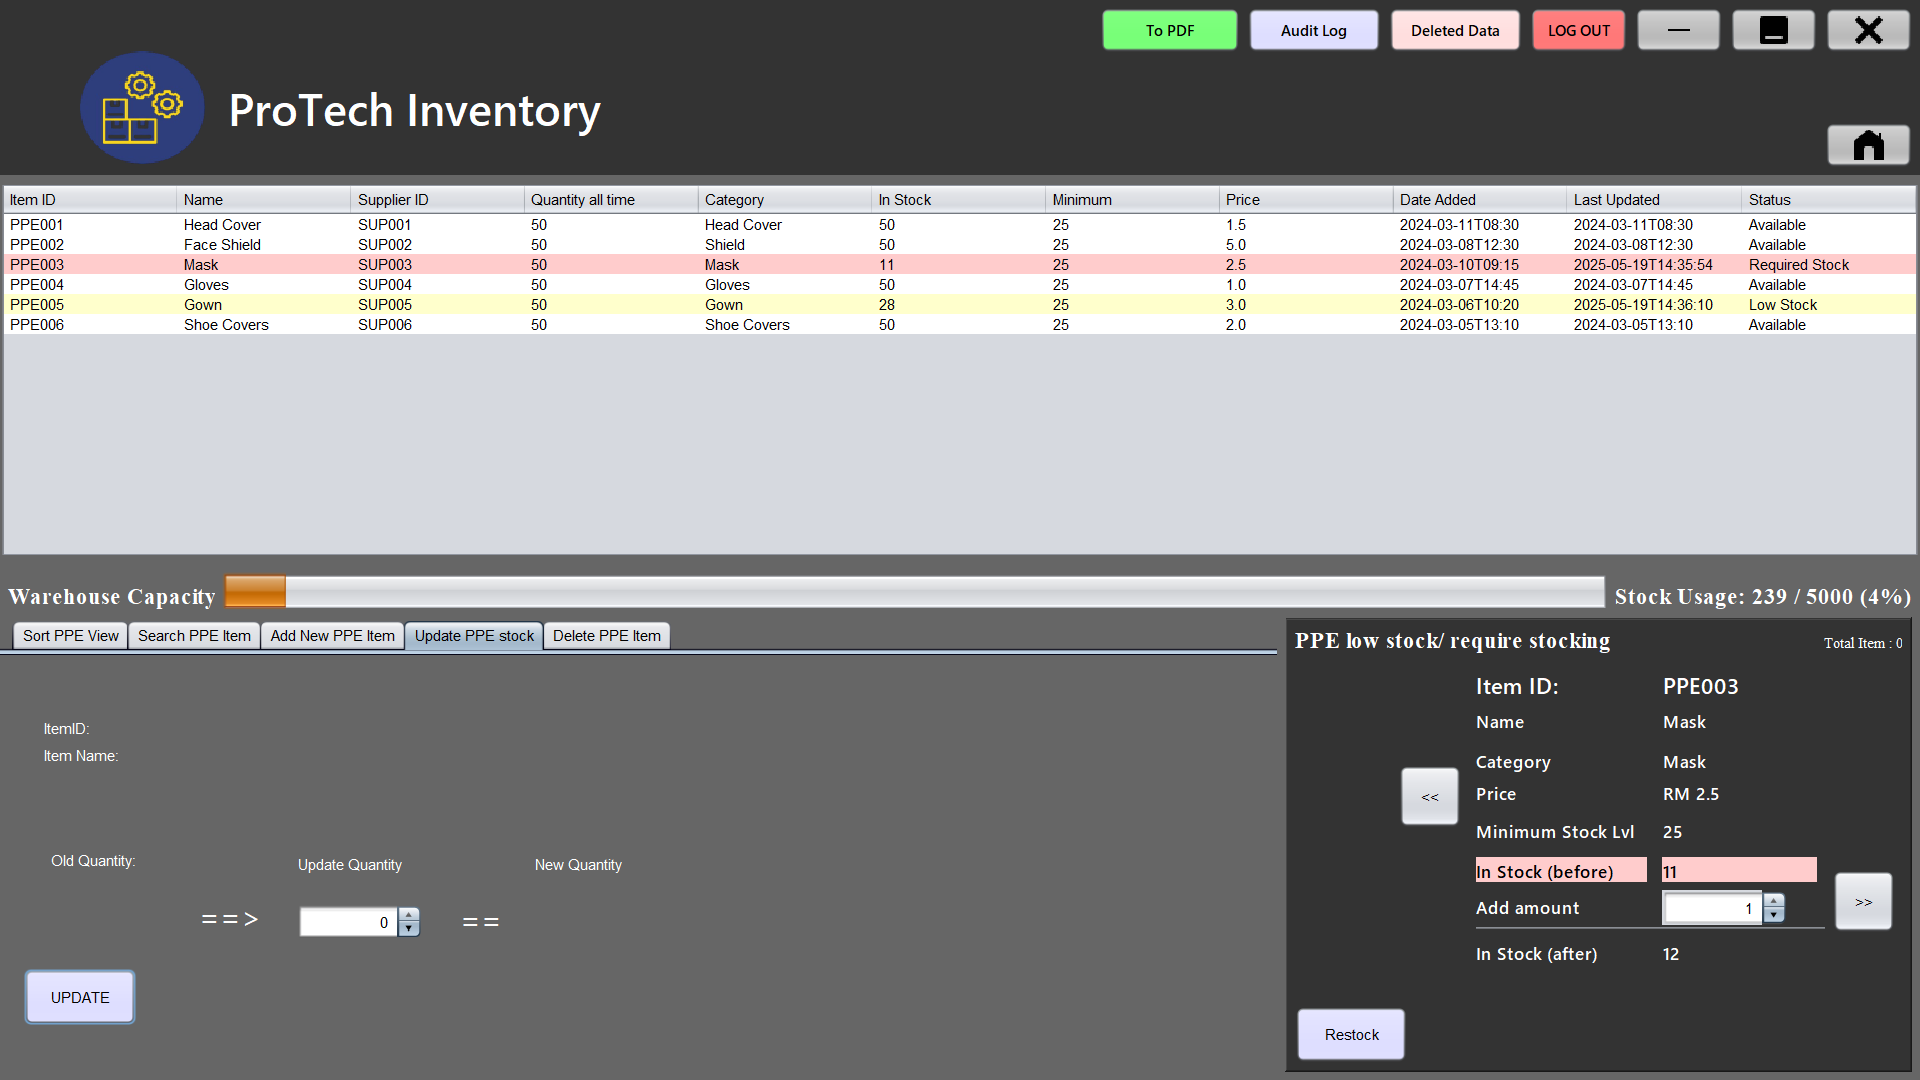 To PDF Audit Log Deleted Data LOG OUT
ProTech Inventory
Item ID Name Supplier ID Quantity all time Category In Stock Minimum Price Date Added Last Updated Status
PPE001 Head Cover SUP001 50 Head Cover 50 25 1.5 2024-03-11T08:30 2024-03-11T08:30 Available
PPE002 Face Shield SUP002 50 Shield 50 25 5.0 2024-03-08T12:30 2024-03-08T12:30 Available
PPE003 Mask SUP003 50 Mask 11 25 2.5 2024-03-10T09:15 2025-05-19T14:35:54 Required Stock
PPE004 Gloves SUP004 50 Gloves 50 25 1.0 2024-03-07T14:45 2024-03-07T14:45 Available
PPE005 Gown SUP005 50 Gown 28 25 3.0 2024-03-06T10:20 2025-05-19T14:36:10 Low Stock
PPE006 Shoe Covers SUP006 50 Shoe Covers 50 25 2.0 2024-03-05T13:10 2024-03-05T13:10 Available
Warehouse Capacity Stock Usage: 239 / 5000 (4%)
Sort PPE View Search PPE Item Add New PPE Item Update PPE stock Delete PPE Item
ItemID:
Item Name:
Old Quantity: Update Quantity New Quantity
==> 0 ==
UPDATE
PPE low stock/ require stocking Total Item : 0
Item ID: PPE003
Name Mask
Category Mask
<<
Price RM 2.5
Minimum Stock Lvl 25
In Stock (before) 11
>>
Add amount 1
In Stock (after) 12
Restock